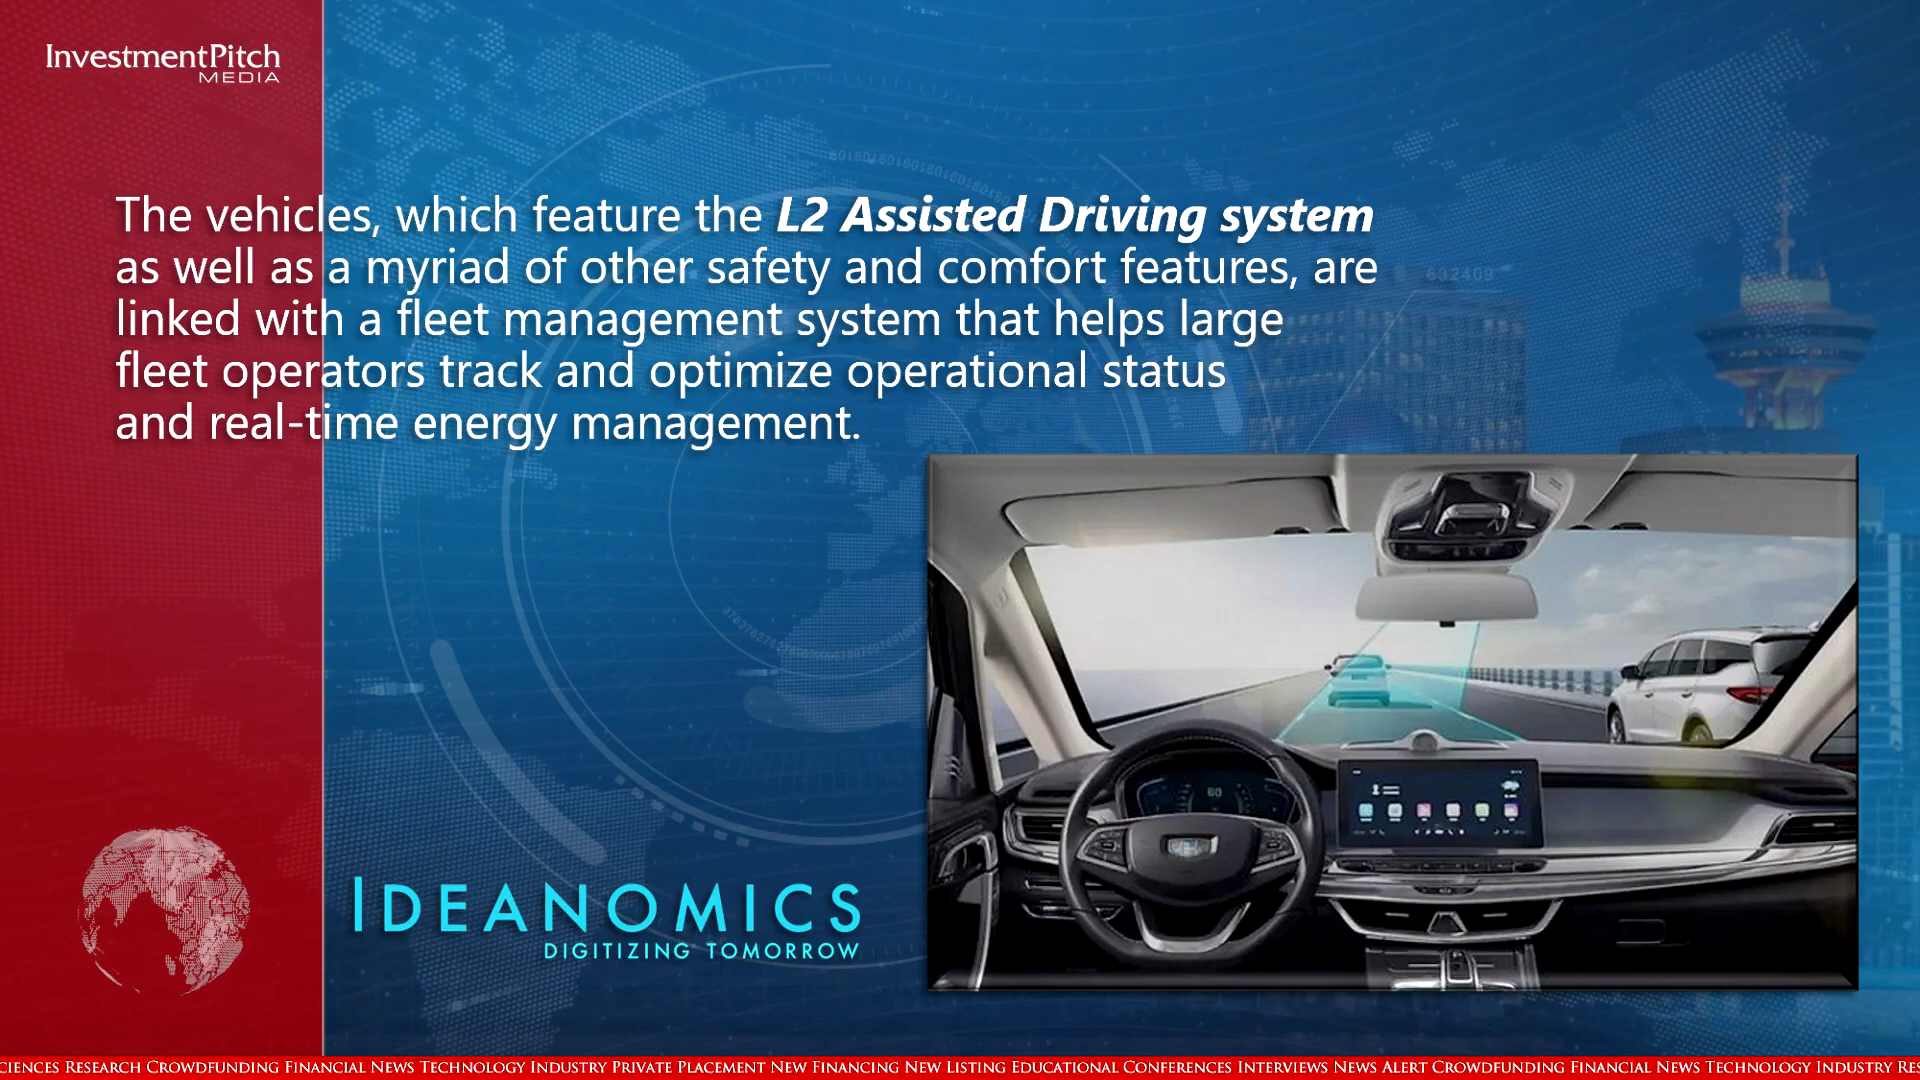 InvestmentPitch
MEDIA
The vehicles, which feature the L2 Assisted Driving system
as well as a myriad of other safety and comfort features, are
linked with a fleet management system that helps large
fleet operators track and optimize operational status
and real-time energy management.
632409
60
IDEANOMICS
DIGITIZING TOMORROW
CIENCES RESEARCH CROWDFUNDING FINANCIAL NEWS TECHNOLOGY INDUSTRY PRIVATE PLACEMENT NEW FINANCING NEW LISTING EDUCATIONAL CONFERENCES INTERVIEWS NEWS ALERT CROWDFUNDING FINANCIAL NEWS TECHNOLOGY INDUSTRY RES